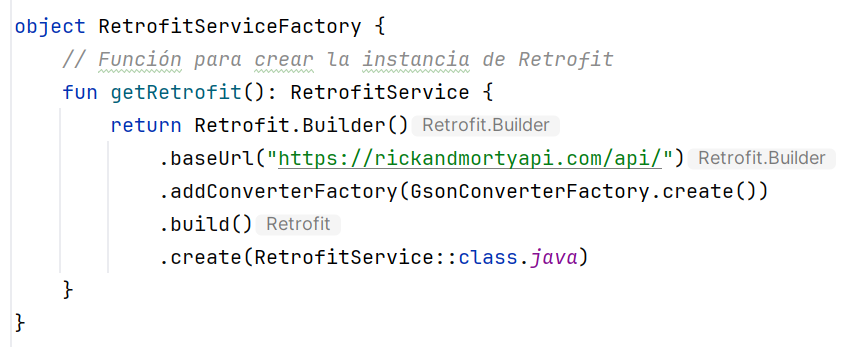 object RetrofitServiceFactory {
    // Función para crear la instancia de Retrofit
    fun getRetrofit(): RetrofitService {
        return Retrofit.Builder() Retrofit.Builder
            .baseUrl("https://rickandmortyapi.com/api/") Retrofit.Builder
            .addConverterFactory(GsonConverterFactory.create())
            .build() Retrofit
            .create(RetrofitService::class.java)
    }
}